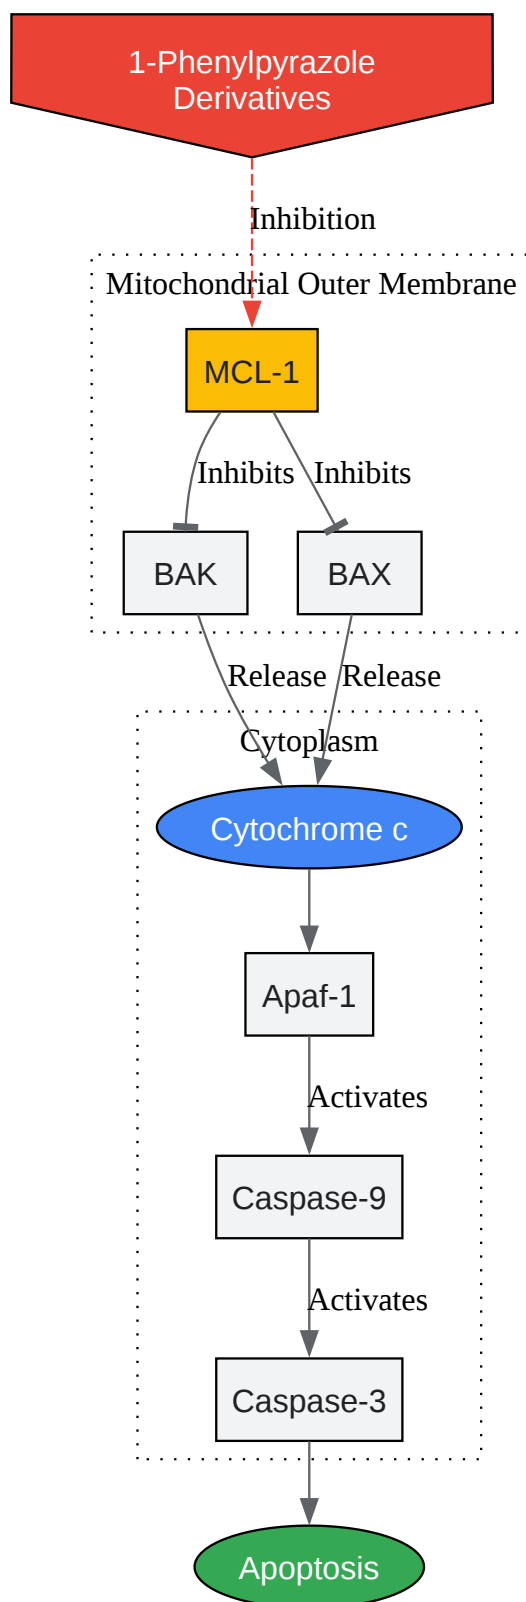 1-Phenylpyrazole
Derivatives
Inhibition
Mitochondrial Outer Membrane
MCL-1
Inhibits Inhibits
BAK BAX
Release Release
Cytoplasm
Cytochrome c
Apaf-1
Activates
Caspase-9
Activates
Caspase-3
Apoptosis